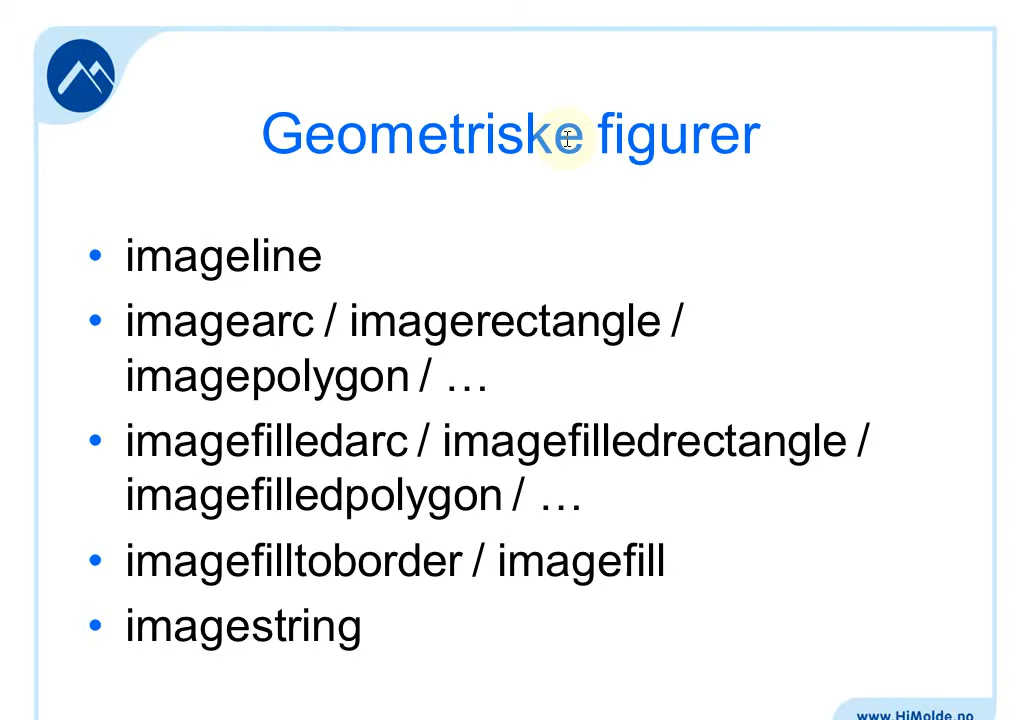 Geometriske figurer
• imageline
• imagearc / imagerectangle /
imagepolygon / …
• imagefilledarc / imagefilledrectangle /
imagefilledpolygon / …
• imagefilltoborder / imagefill
• imagestring
www.HiMolde.no